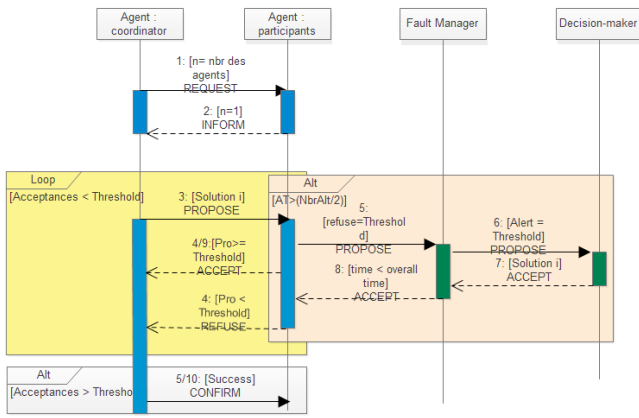 Agent :
coordinator
Agent :
participants
Fault Manager
Decision-maker
1: [n= nbr des
agents]
REQUEST
2: [n=1]
INFORM
Loop
[Acceptances < Threshold]
3: [Solution i]
PROPOSE
Alt
[AT>(NbrAlt/2)]
5:
[refuse=Threshol
d]
PROPOSE
6: [Alert =
Threshold]
PROPOSE
7: [Solution i]
ACCEPT
4/9:[Pro>=
Threshold]
ACCEPT
8: [time < overall
time]
ACCEPT
4: [Pro <
Threshold]
REFUSE
Alt
[Acceptances > Thresho
5/10: [Success]
CONFIRM